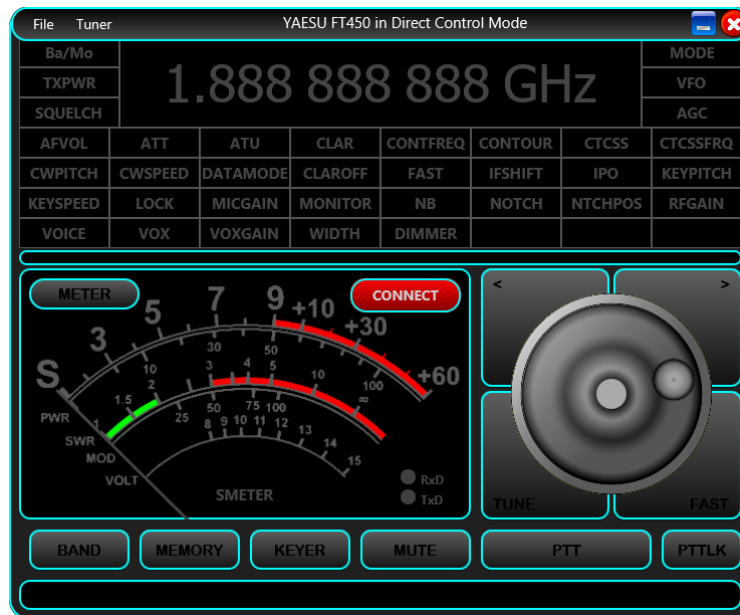 File Tuner YAESU FT450 in Direct Control Mode
Ba/Mo 1.888 888 888 GHz MODE
TXPWR VFO
SQUELCH AGC
AFVOL ATT ATU CLAR CONTFREQ CONTOUR CTCSS CTCSSFRQ
CWPITCH CWSPEED DATAMODE CLAROFF FAST IFSHIFT IPO KEYPITCH
KEYSPEED LOCK MICGAIN MONITOR NB NOTCH NTCHPOS RFGAIN
VOICE VOX VOXGAIN WIDTH DIMMER
METER CONNECT < >
S 3 5 7 9 +10 +30 +60
PWR 10 30 50 100
SWR 1 1.5 2 3 4 5 10 ∞
MOD 25 50 75 100
VOLT 8 9 10 11 12 13 14 15
SMETER
RxD
TxD
TUNE FAST
BAND MEMORY KEYER MUTE PTT PTTLK